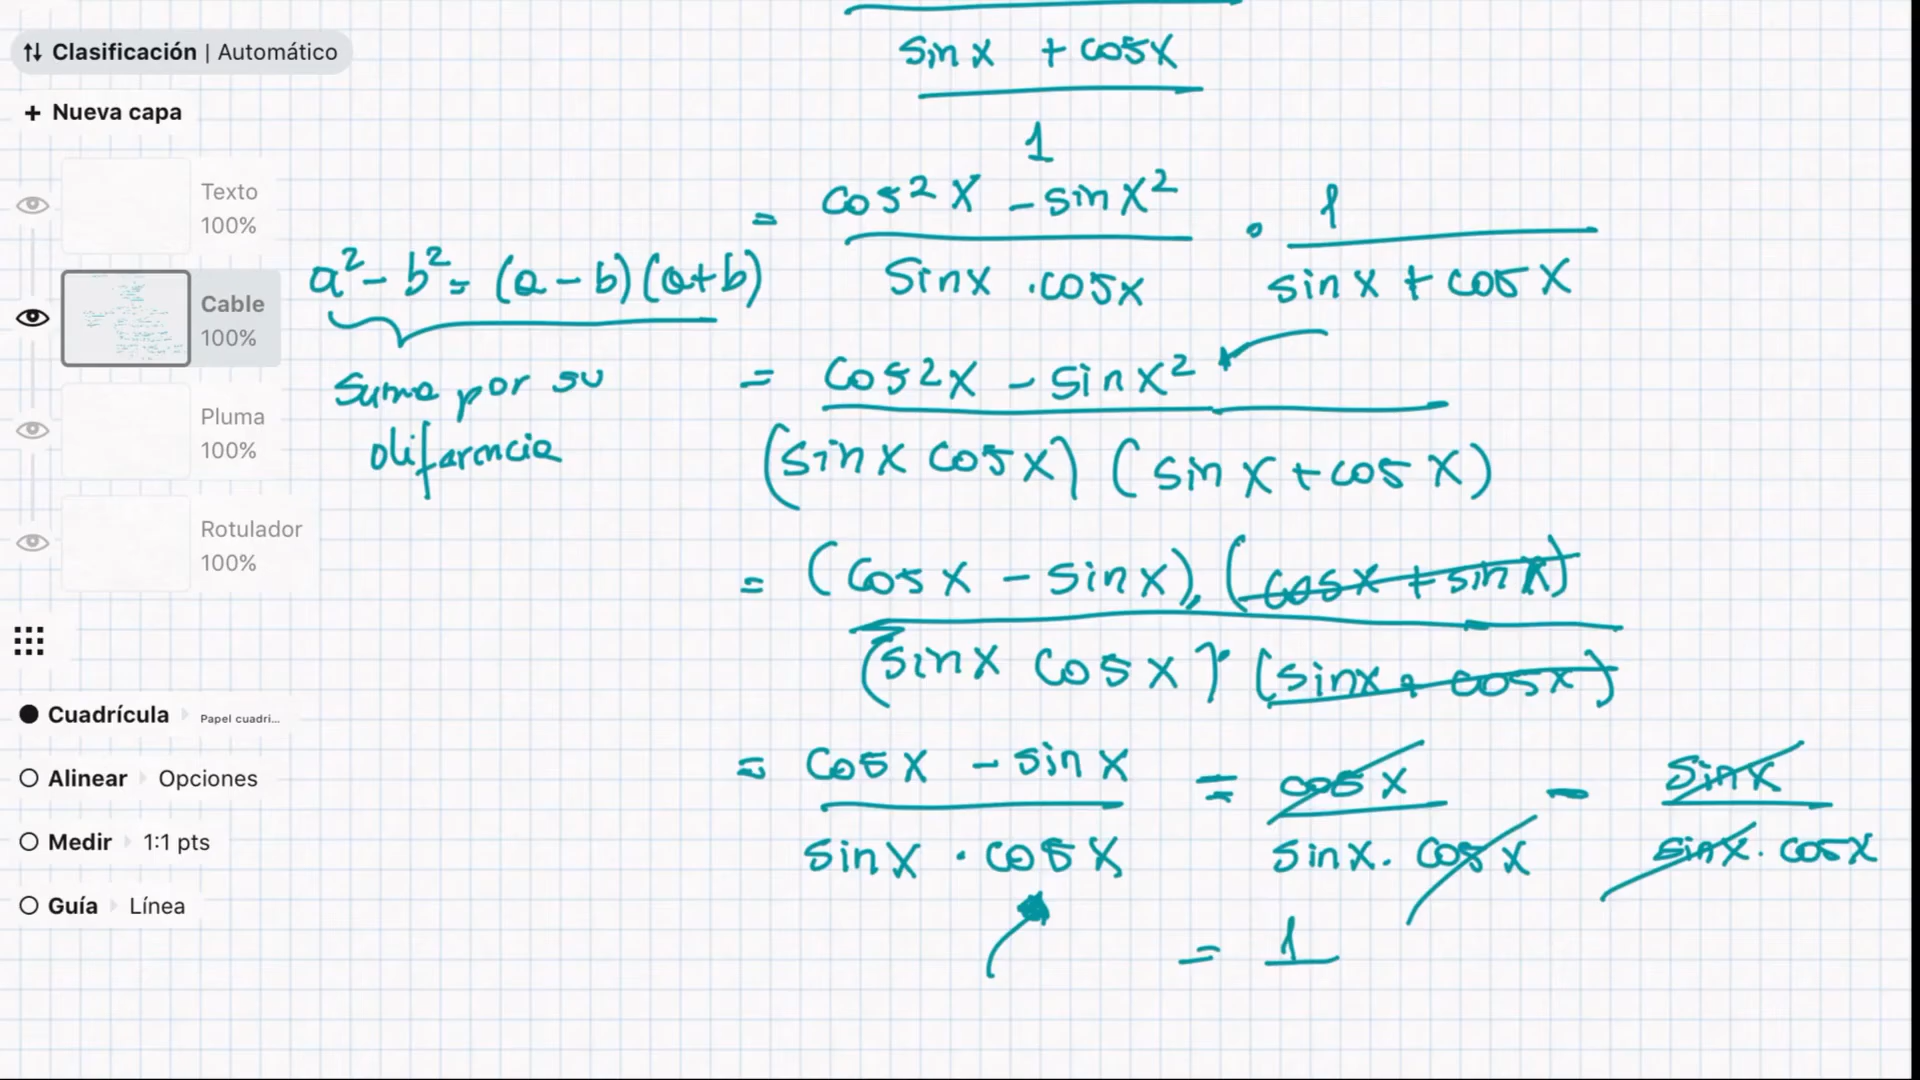 ↑↓ Clasificación | Automático
+ Nueva capa
Texto
100%
Cable
100%
Pluma
100%
Rotulador
100%
Cuadrícula Papel cuadri...
Alinear Opciones
Medir 1:1 pts
Guía Línea
sin x + cos x
1
= cos² x - sin x² · 1
sin x · cos x sin x + cos x
a² - b² = (a - b)(a + b)
Suma por su
diferencia
= cos² x - sin x²
(sin x cos x) (sin x + cos x)
= (cos x - sin x) · (cos x + sin x)
(sin x cos x) · (sin x + cos x)
= cos x - sin x = cos x - sin x
sin x · cos x sin x · cos x sin x · cos x
= 1